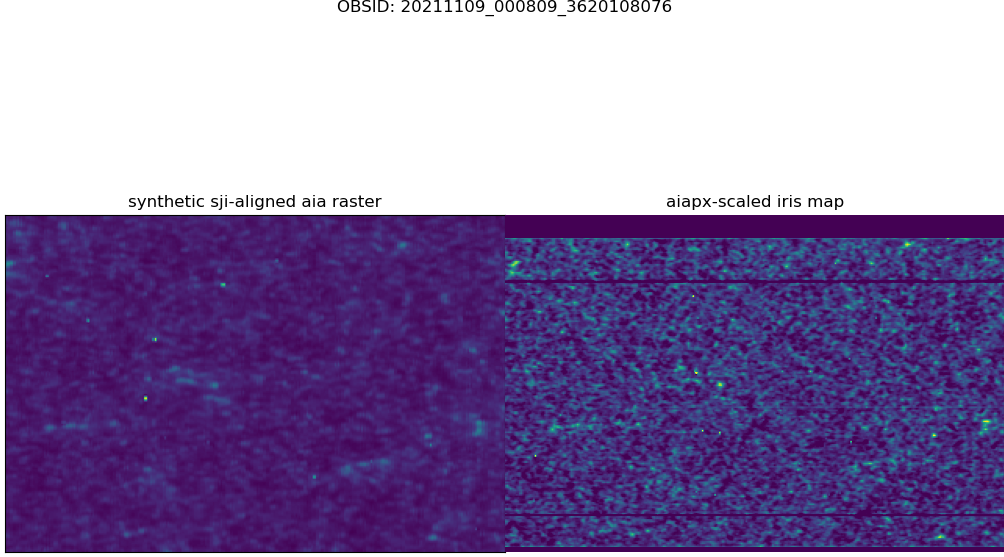 OBSID: 20211109_000809_3620108076
synthetic sji-aligned aia raster
aiapx-scaled iris map